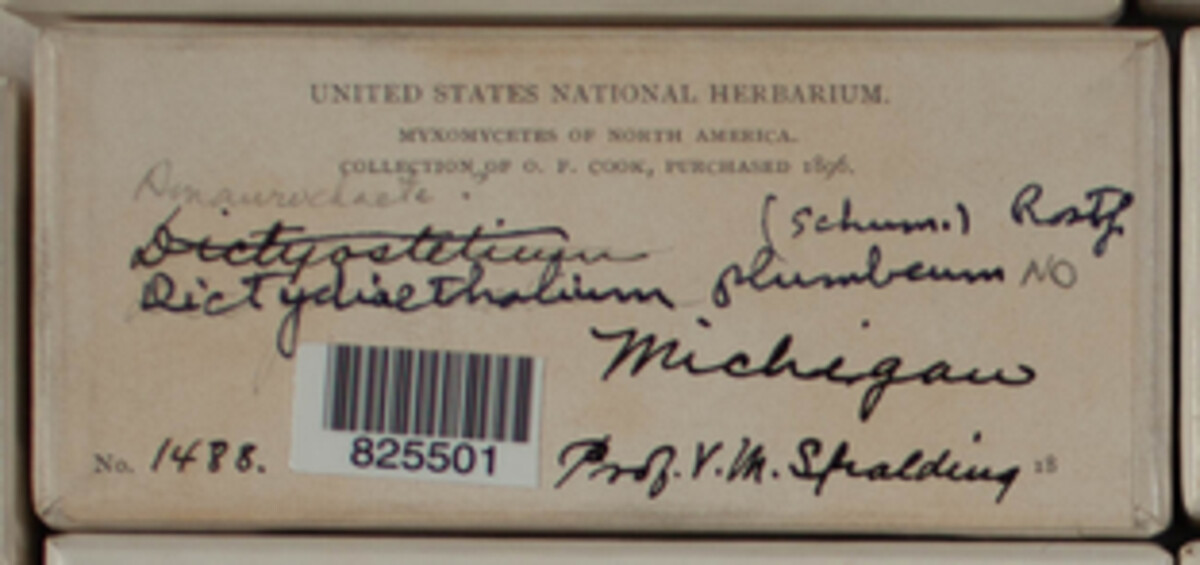 UNITED STATES NATIONAL HERBARIUM.
MYXOMYCETES OF NORTH AMERICA.
COLLECTION OF O. F. COOK, PURCHASED 1896.
Amaurochaete ?
(Schum.) Rostf.
Dictyostelium
Dictydiaethalium plumbeum NO
Michigan
825501
No. 1488. Prof. V. M. Spalding 18